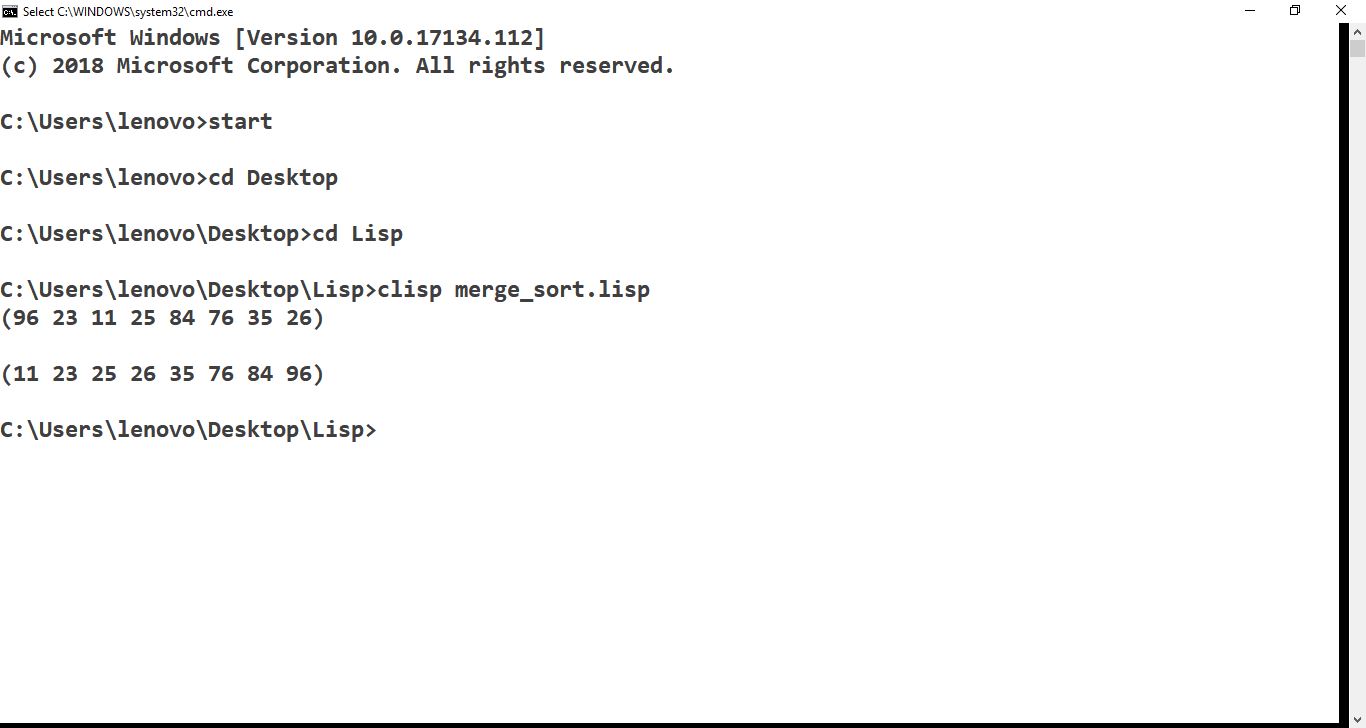 Select C:\WINDOWS\system32\cmd.exe
Microsoft Windows [Version 10.0.17134.112]
(c) 2018 Microsoft Corporation. All rights reserved.
C:\Users\lenovo>start
C:\Users\lenovo>cd Desktop
C:\Users\lenovo\Desktop>cd Lisp
C:\Users\lenovo\Desktop\Lisp>clisp merge_sort.lisp
(96 23 11 25 84 76 35 26)
(11 23 25 26 35 76 84 96)
C:\Users\lenovo\Desktop\Lisp>